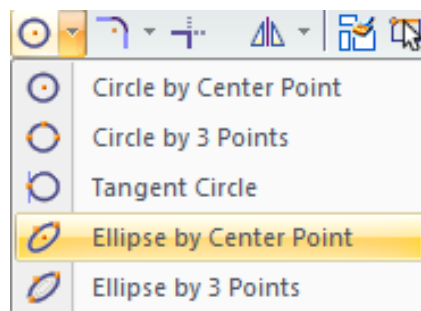 Circle by Center Point
Circle by 3 Points
Tangent Circle
Ellipse by Center Point
Ellipse by 3 Points